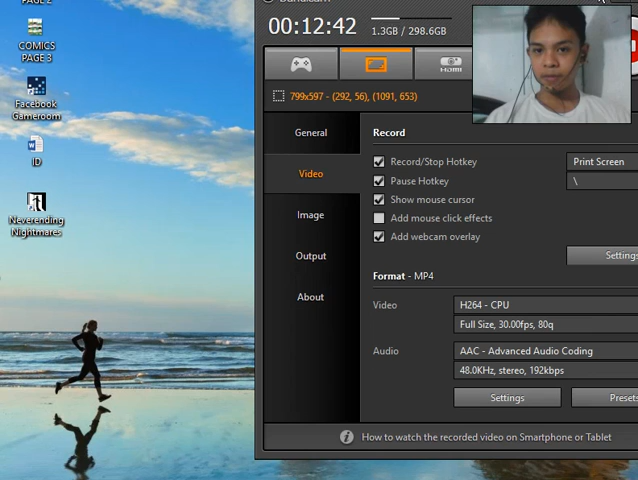 PAGE 2
COMICS
PAGE 3
Facebook
Gameroom
ID
Neverending
Nightmares
00:12:42
1.3GB / 298.6GB
HDMI
799x597 - (292, 56), (1091, 653)
General
Video
Image
Output
About
Record
Record/Stop Hotkey
Print Screen
Pause Hotkey
\
Show mouse cursor
Add mouse click effects
Add webcam overlay
Settings
Format - MP4
Video
H264 - CPU
Full Size, 30.00fps, 80q
Audio
AAC - Advanced Audio Coding
48.0KHz, stereo, 192kbps
Settings
Presets
How to watch the recorded video on Smartphone or Tablet